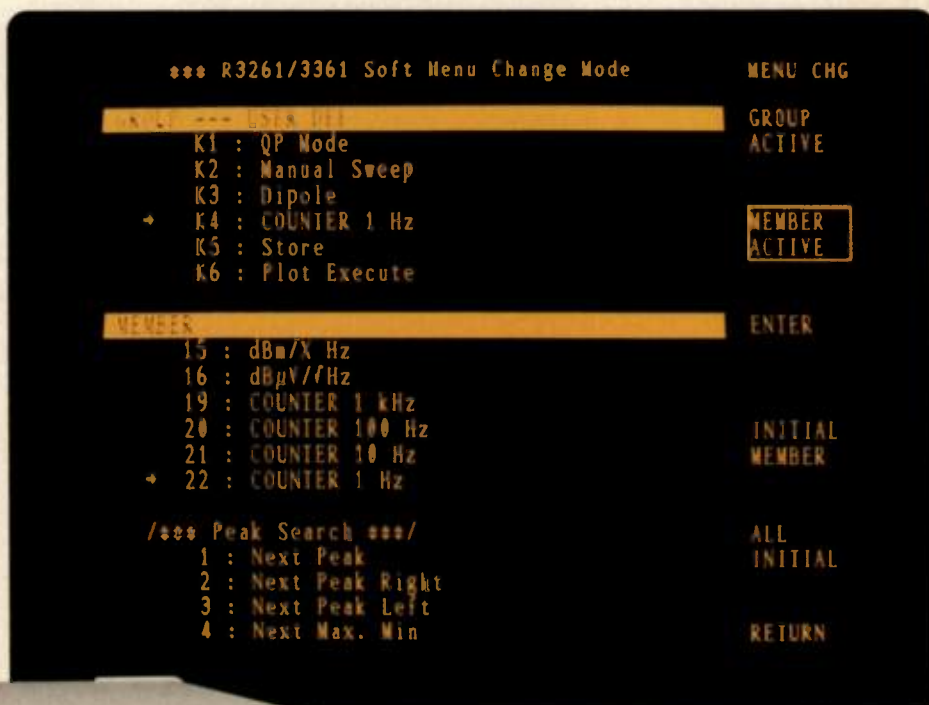 *** R3261/3361 Soft Menu Change Mode
MENU CHG
GROUP --- USER DEF
K1 : QP Mode
K2 : Manual Sweep
K3 : Dipole
→ K4 : COUNTER 1 Hz
K5 : Store
K6 : Plot Execute
MEMBER
15 : dBm/X Hz
16 : dBμV/√Hz
19 : COUNTER 1 kHz
20 : COUNTER 100 Hz
21 : COUNTER 10 Hz
→ 22 : COUNTER 1 Hz
/*** Peak Search ***/
1 : Next Peak
2 : Next Peak Right
3 : Next Peak Left
4 : Next Max. Min
GROUP
ACTIVE
MEMBER
ACTIVE
ENTER
INITIAL
MEMBER
ALL
INITIAL
RETURN